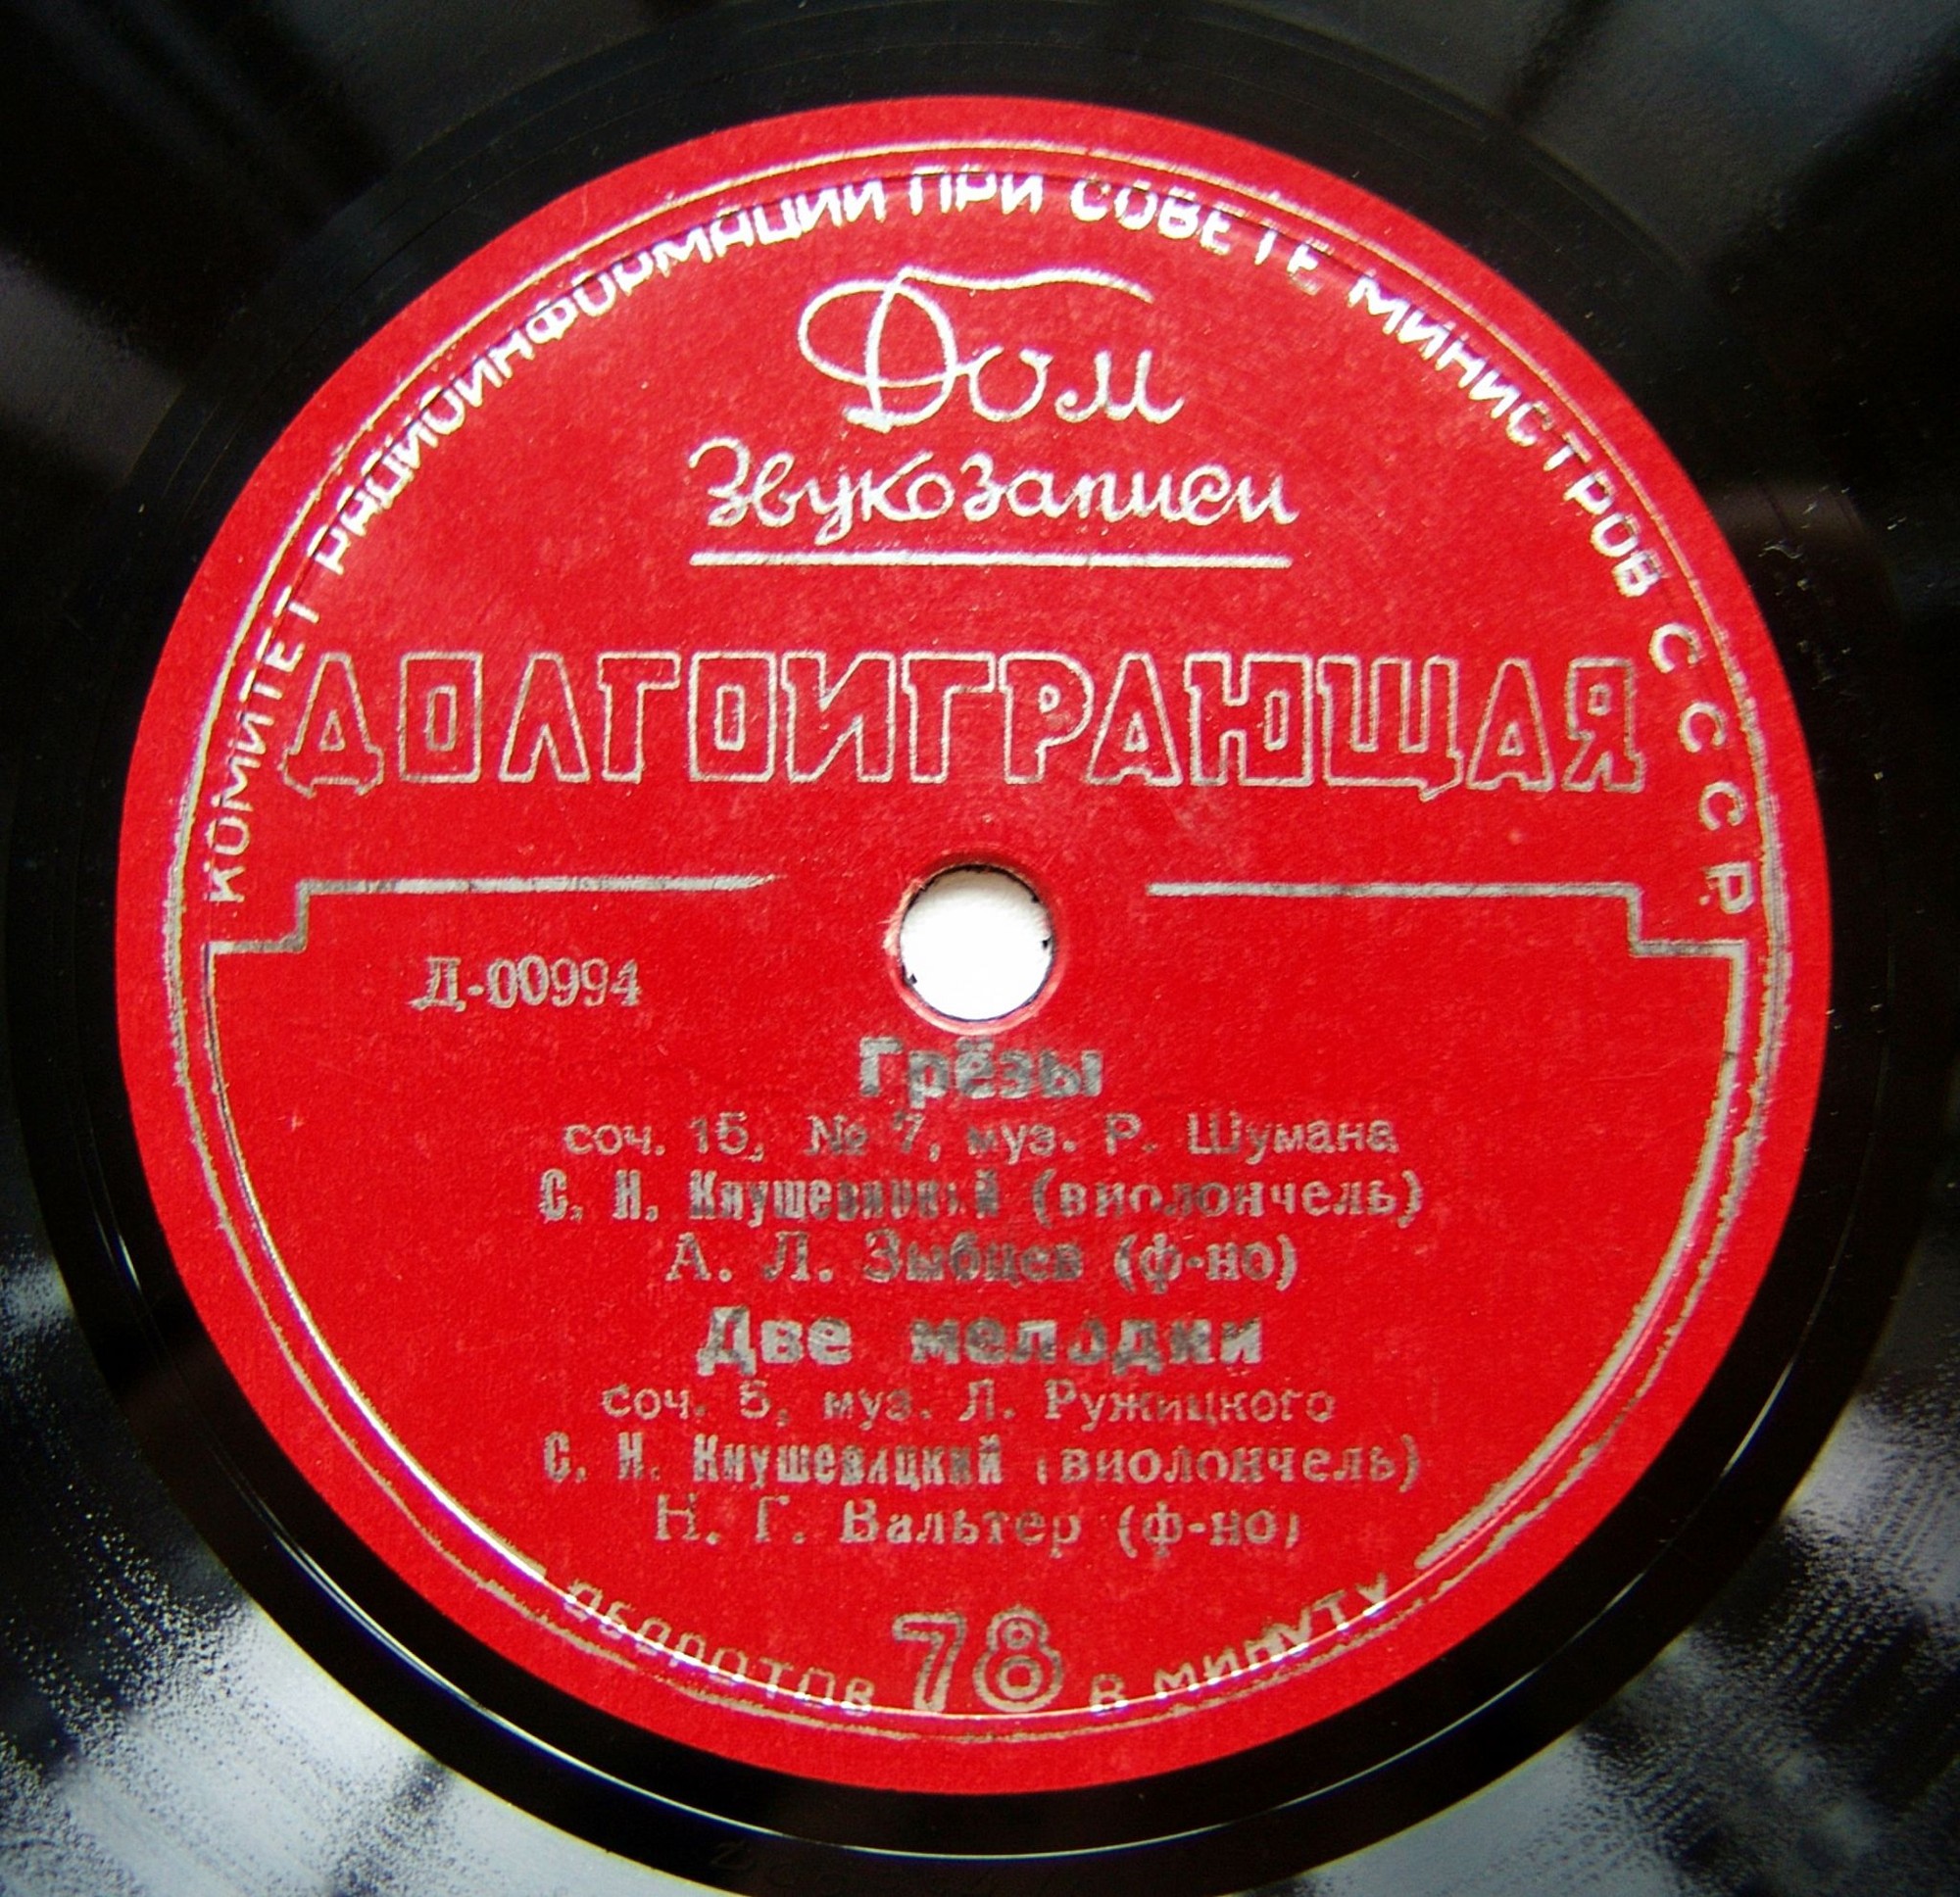 КОМИТЕТ РАДИОИНФОРМАЦИИ ПРИ СОВЕТЕ МИНИСТРОВ СССР
Дом
Звукозаписи
ДОЛГОИГРАЮЩАЯ
Д-00994
Грёзы
соч. 15, № 7, муз. Р. Шумана
С. Н. Кнушевицкий (виолончель)
А. Л. Зыбцев (ф-но)
Две мелодии
соч. 5, муз. Л. Ружицкого
С. Н. Кнушевицкий (виолончель)
Н. Г. Вальтер (ф-но)
ОБОРОТОВ 78 В МИНУТУ